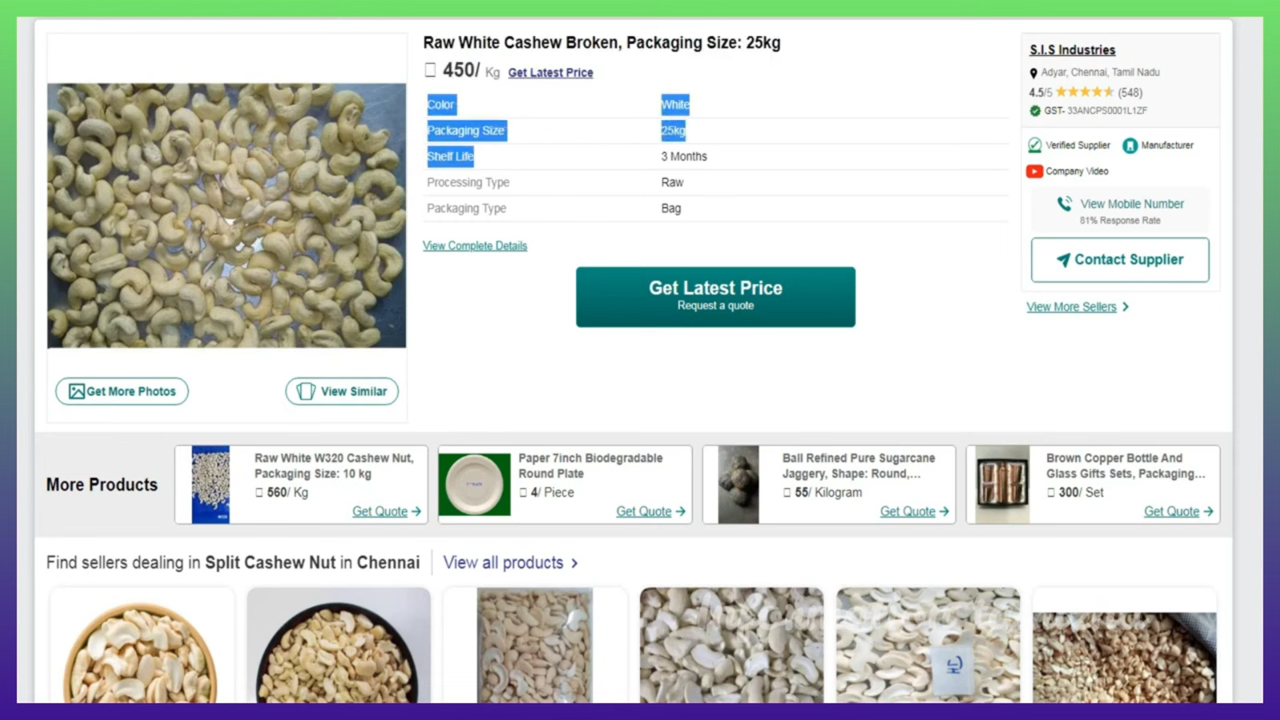 Raw White Cashew Broken, Packaging Size: 25kg
450/ Kg Get Latest Price
Color White
Packaging Size 25kg
Shelf Life 3 Months
Processing Type Raw
Packaging Type Bag
View Complete Details
Get Latest Price
Request a quote
Get More Photos
View Similar
S.I.S Industries
Adyar, Chennai, Tamil Nadu
4.5/5 (548)
GST- 33ANCPS0001L1ZF
Verified Supplier
Manufacturer
Company Video
View Mobile Number
81% Response Rate
Contact Supplier
View More Sellers
More Products
Raw White W320 Cashew Nut,
Packaging Size: 10 kg
560/ Kg
Get Quote
Paper 7inch Biodegradable
Round Plate
4/ Piece
Get Quote
Ball Refined Pure Sugarcane
Jaggery, Shape: Round,...
55/ Kilogram
Get Quote
Brown Copper Bottle And
Glass Gifts Sets, Packaging...
300/ Set
Get Quote
Find sellers dealing in Split Cashew Nut in Chennai
View all products